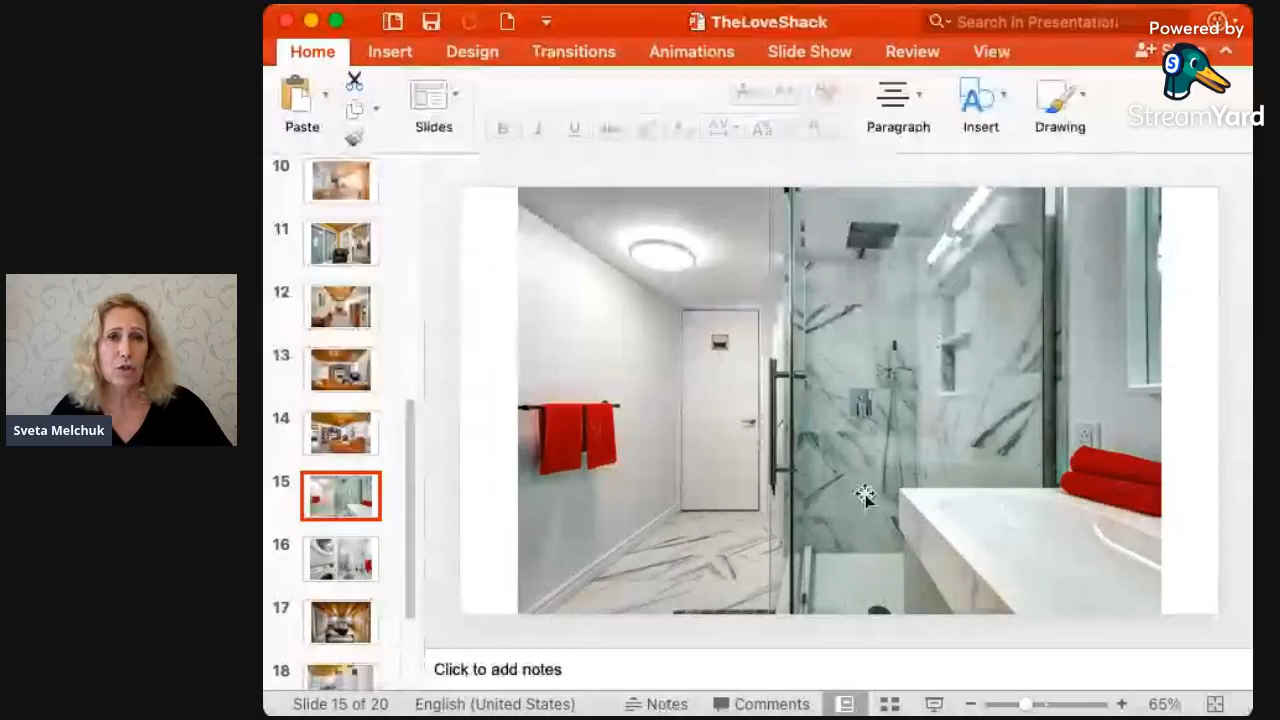 TheLoveShack
Search in Presentation
Powered by
StreamYard
Home
Insert
Design
Transitions
Animations
Slide Show
Review
View
Paste
Slides
B
I
U
Paragraph
Insert
Drawing
10
11
12
13
14
15
16
17
18
Sveta Melchuk
Click to add notes
Slide 15 of 20
English (United States)
Notes
Comments
65%